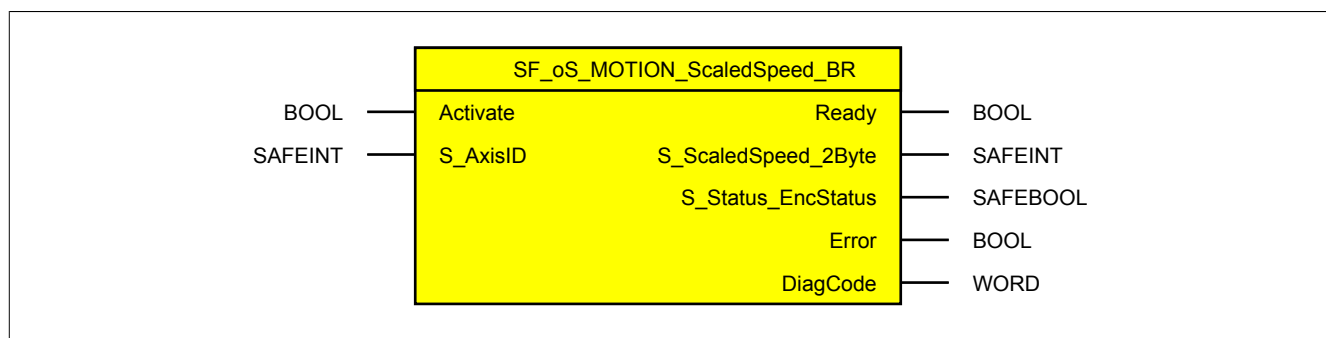 SF_oS_MOTION_ScaledSpeed_BR
BOOL Activate Ready BOOL
SAFEINT S_AxisID S_ScaledSpeed_2Byte SAFEINT
S_Status_EncStatus SAFEBOOL
Error BOOL
DiagCode WORD